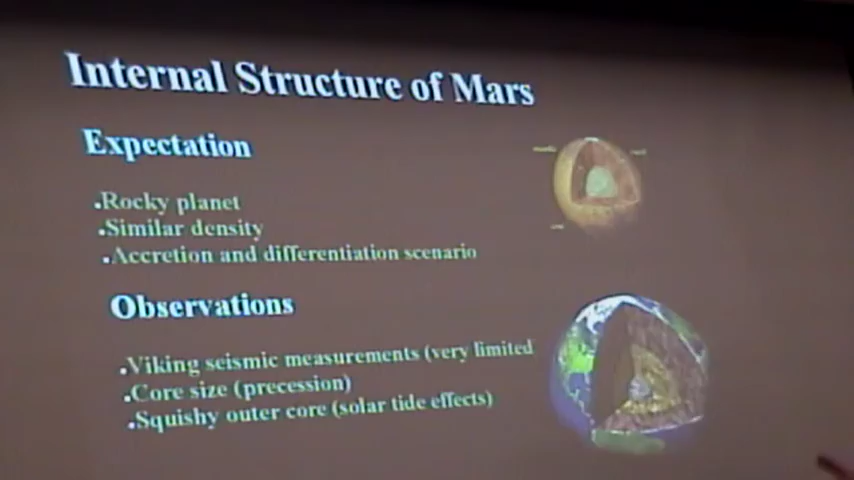 Internal Structure of Mars
Expectation
.Rocky planet
.Similar density
.Accretion and differentiation scenario
Observations
.Viking seismic measurements (very limited
.Core size (precession)
.Squishy outer core (solar tide effects)